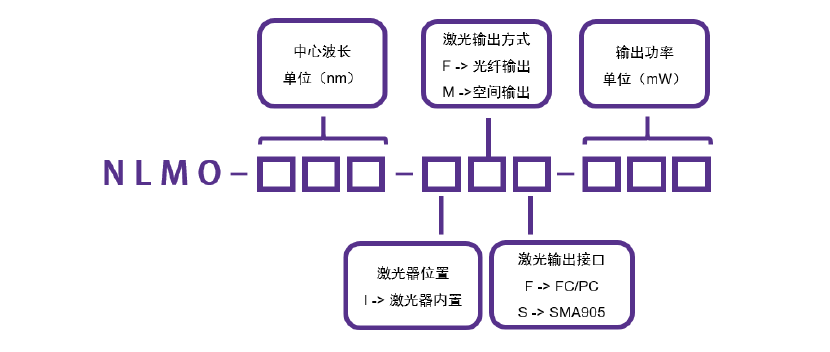 中心波长
单位（nm）
激光输出方式
F -> 光纤输出
M ->空间输出
输出功率
单位（mW）
NLMO-□□□-□□□-□□□
激光器位置
I -> 激光器内置
激光输出接口
F -> FC/PC
S -> SMA905